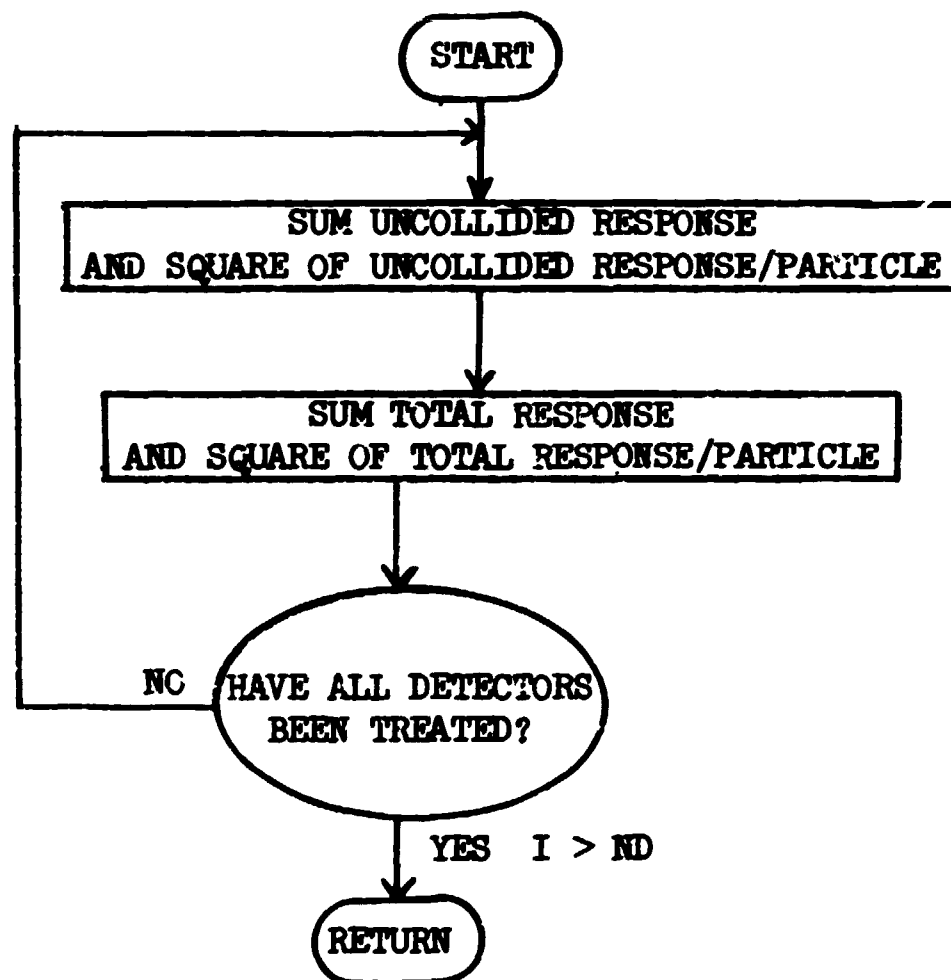 START
SUM UNCOLLIDED RESPONSE
AND SQUARE OF UNCOLLIDED RESPONSE/PARTICLE
SUM TOTAL RESPONSE
AND SQUARE OF TOTAL RESPONSE/PARTICLE
NO
HAVE ALL DETECTORS
BEEN TREATED?
YES I > ND
RETURN